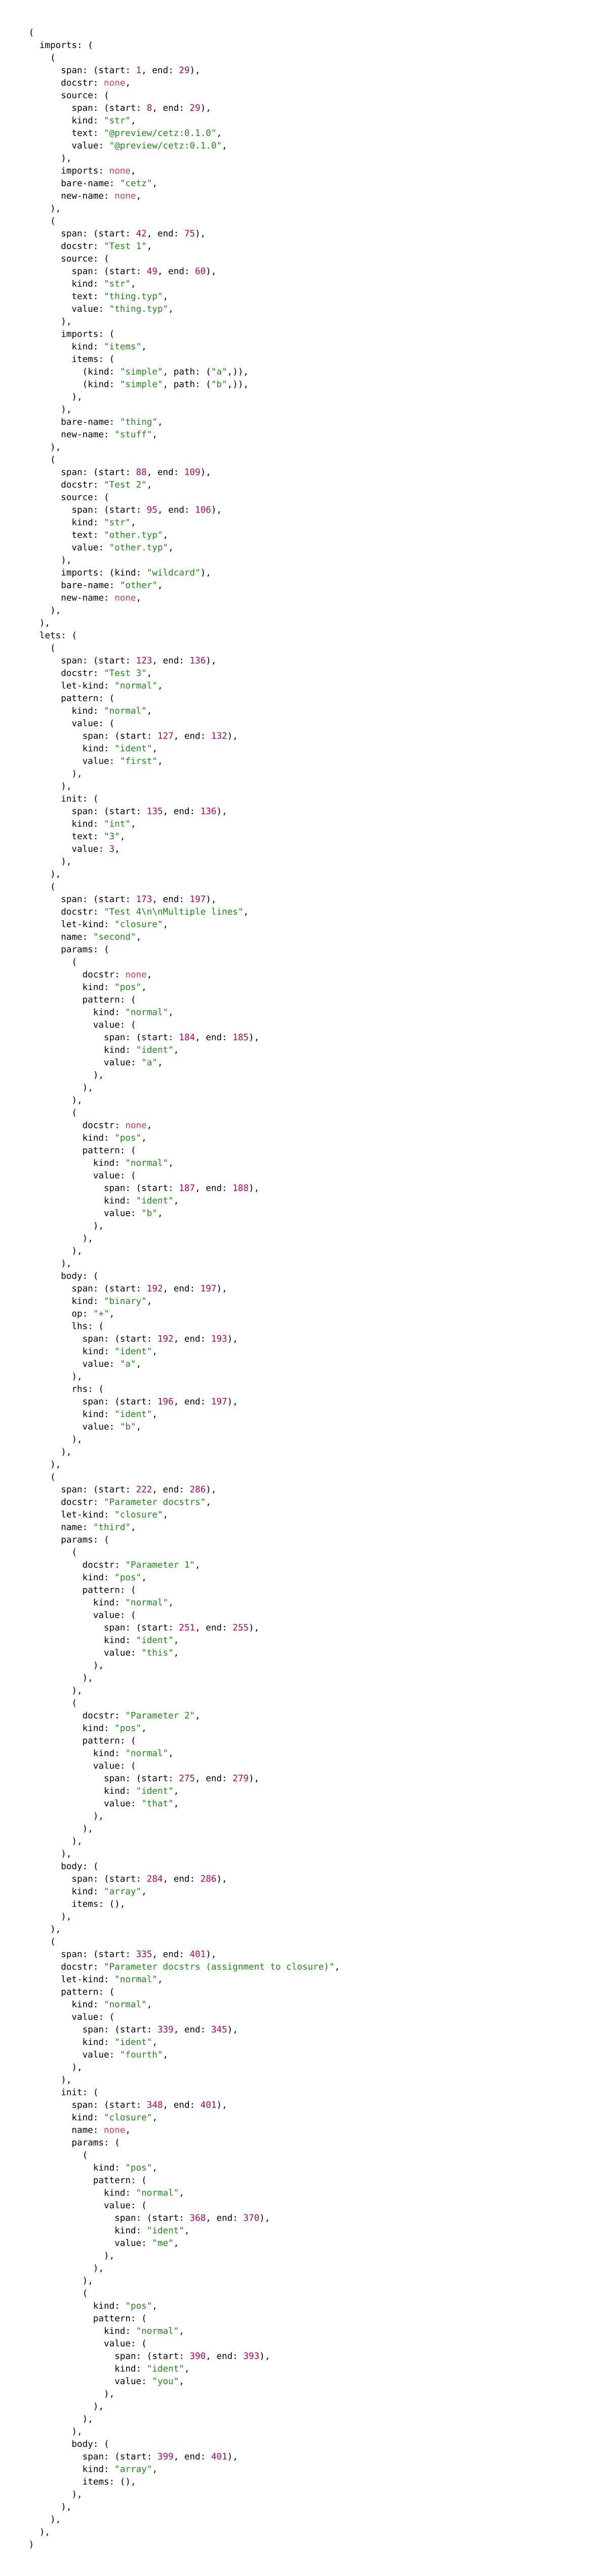 (
  imports: (
    (
      span: (start: 1, end: 29),
      docstr: none,
      source: (
        span: (start: 8, end: 29),
        kind: "str",
        text: "@preview/cetz:0.1.0",
        value: "@preview/cetz:0.1.0",
      ),
      imports: none,
      bare-name: "cetz",
      new-name: none,
    ),
    (
      span: (start: 42, end: 75),
      docstr: "Test 1",
      source: (
        span: (start: 49, end: 60),
        kind: "str",
        text: "thing.typ",
        value: "thing.typ",
      ),
      imports: (
        kind: "items",
        items: (
          (kind: "simple", path: ("a",)),
          (kind: "simple", path: ("b",)),
        ),
      ),
      bare-name: "thing",
      new-name: "stuff",
    ),
    (
      span: (start: 88, end: 109),
      docstr: "Test 2",
      source: (
        span: (start: 95, end: 106),
        kind: "str",
        text: "other.typ",
        value: "other.typ",
      ),
      imports: (kind: "wildcard"),
      bare-name: "other",
      new-name: none,
    ),
  ),
  lets: (
    (
      span: (start: 123, end: 136),
      docstr: "Test 3",
      let-kind: "normal",
      pattern: (
        kind: "normal",
        value: (
          span: (start: 127, end: 132),
          kind: "ident",
          value: "first",
        ),
      ),
      init: (
        span: (start: 135, end: 136),
        kind: "int",
        text: "3",
        value: 3,
      ),
    ),
    (
      span: (start: 173, end: 197),
      docstr: "Test 4\n\nMultiple lines",
      let-kind: "closure",
      name: "second",
      params: (
        (
          docstr: none,
          kind: "pos",
          pattern: (
            kind: "normal",
            value: (
              span: (start: 184, end: 185),
              kind: "ident",
              value: "a",
            ),
          ),
        ),
        (
          docstr: none,
          kind: "pos",
          pattern: (
            kind: "normal",
            value: (
              span: (start: 187, end: 188),
              kind: "ident",
              value: "b",
            ),
          ),
        ),
      ),
      body: (
        span: (start: 192, end: 197),
        kind: "binary",
        op: "+",
        lhs: (
          span: (start: 192, end: 193),
          kind: "ident",
          value: "a",
        ),
        rhs: (
          span: (start: 196, end: 197),
          kind: "ident",
          value: "b",
        ),
      ),
    ),
    (
      span: (start: 222, end: 286),
      docstr: "Parameter docstrs",
      let-kind: "closure",
      name: "third",
      params: (
        (
          docstr: "Parameter 1",
          kind: "pos",
          pattern: (
            kind: "normal",
            value: (
              span: (start: 251, end: 255),
              kind: "ident",
              value: "this",
            ),
          ),
        ),
        (
          docstr: "Parameter 2",
          kind: "pos",
          pattern: (
            kind: "normal",
            value: (
              span: (start: 275, end: 279),
              kind: "ident",
              value: "that",
            ),
          ),
        ),
      ),
      body: (
        span: (start: 284, end: 286),
        kind: "array",
        items: (),
      ),
    ),
    (
      span: (start: 335, end: 401),
      docstr: "Parameter docstrs (assignment to closure)",
      let-kind: "normal",
      pattern: (
        kind: "normal",
        value: (
          span: (start: 339, end: 345),
          kind: "ident",
          value: "fourth",
        ),
      ),
      init: (
        span: (start: 348, end: 401),
        kind: "closure",
        name: none,
        params: (
          (
            kind: "pos",
            pattern: (
              kind: "normal",
              value: (
                span: (start: 368, end: 370),
                kind: "ident",
                value: "me",
              ),
            ),
          ),
          (
            kind: "pos",
            pattern: (
              kind: "normal",
              value: (
                span: (start: 390, end: 393),
                kind: "ident",
                value: "you",
              ),
            ),
          ),
        ),
        body: (
          span: (start: 399, end: 401),
          kind: "array",
          items: (),
        ),
      ),
    ),
  ),
)